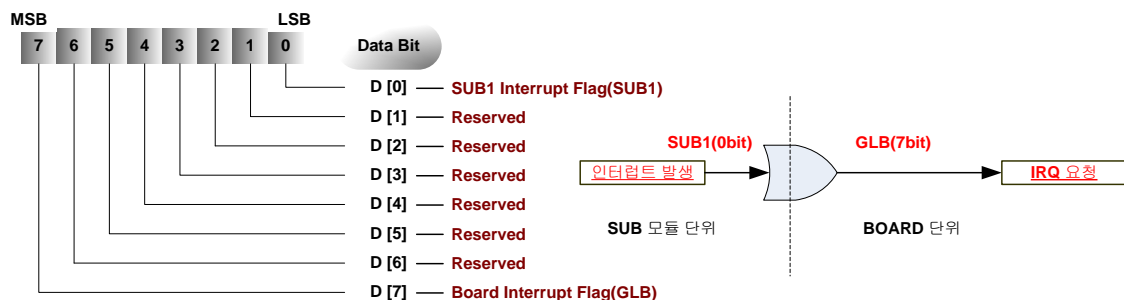 MSB LSB
7 6 5 4 3 2 1 0 Data Bit
D [0] SUB1 Interrupt Flag(SUB1)
D [1] Reserved
D [2] Reserved
D [3] Reserved
D [4] Reserved
D [5] Reserved
D [6] Reserved
D [7] Board Interrupt Flag(GLB)
SUB1(0bit) GLB(7bit)
인터럽트 발생 IRQ 요청
SUB 모듈 단위 BOARD 단위